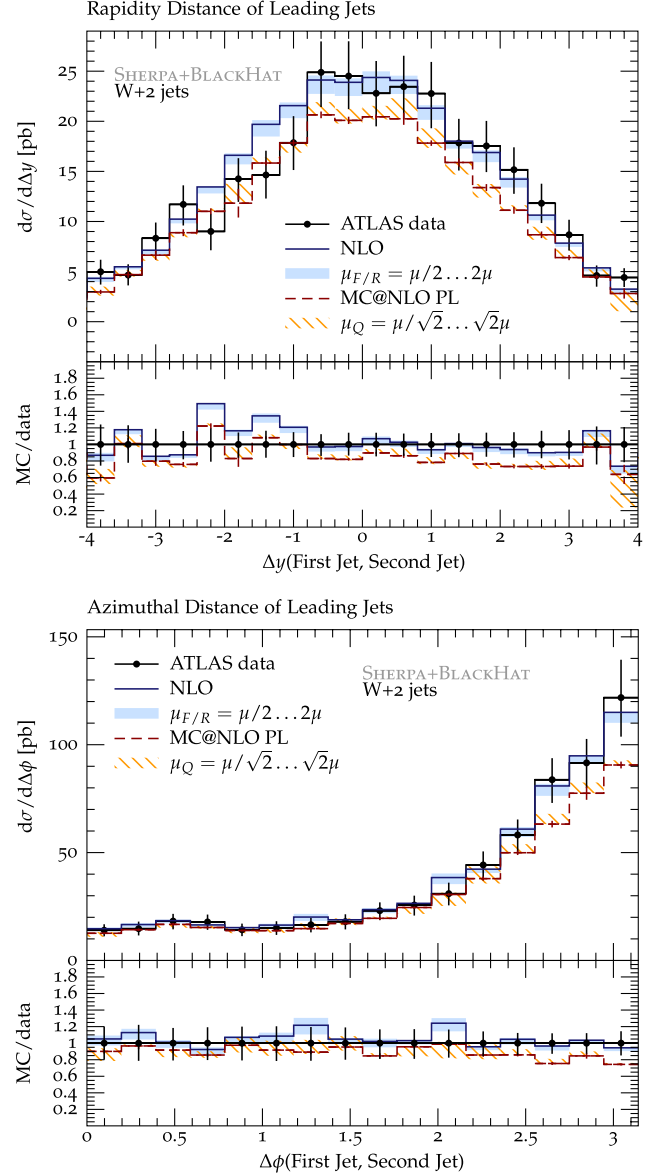 Rapidity Distance of Leading Jets
SHERPA+BLACKHAT
W+2 jets
ATLAS data
NLO
μF/R = μ/2 . . . 2μ
MC@NLO PL
μQ = μ/√2 . . . √2μ
dσ/dΔy [pb]
25
20
15
10
5
0
MC/data
1.8
1.6
1.4
1.2
1
0.8
0.6
0.4
0.2
-4 -3 -2 -1 0 1 2 3 4
Δy(First Jet, Second Jet)
Azimuthal Distance of Leading Jets
ATLAS data
NLO
μF/R = μ/2 . . . 2μ
MC@NLO PL
μQ = μ/√2 . . . √2μ
SHERPA+BLACKHAT
W+2 jets
dσ/dΔϕ [pb]
150
100
50
0
MC/data
1.8
1.6
1.4
1.2
1
0.8
0.6
0.4
0.2
0 0.5 1 1.5 2 2.5 3
Δϕ(First Jet, Second Jet)